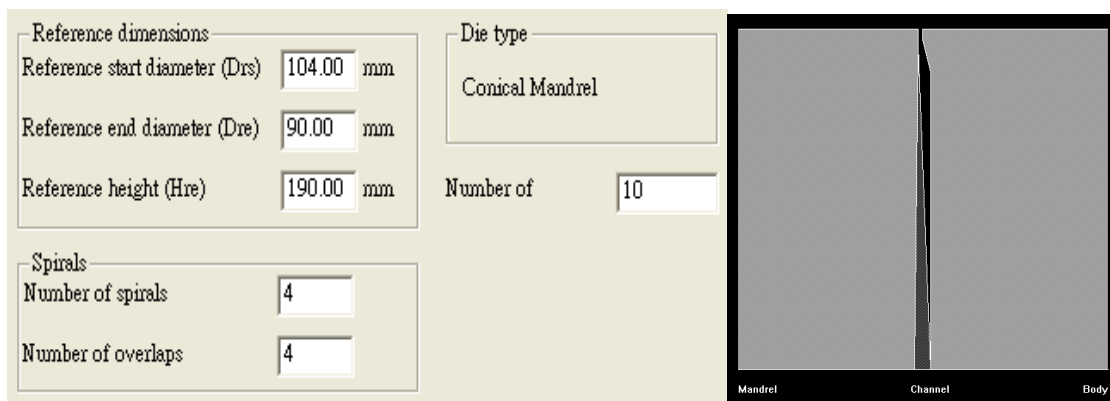 Reference dimensions
Reference start diameter (Drs) 104.00 mm
Reference end diameter (Dre) 90.00 mm
Reference height (Hre) 190.00 mm
Spirals
Number of spirals 4
Number of overlaps 4
Die type
Conical Mandrel
Number of 10
Mandrel Channel Body